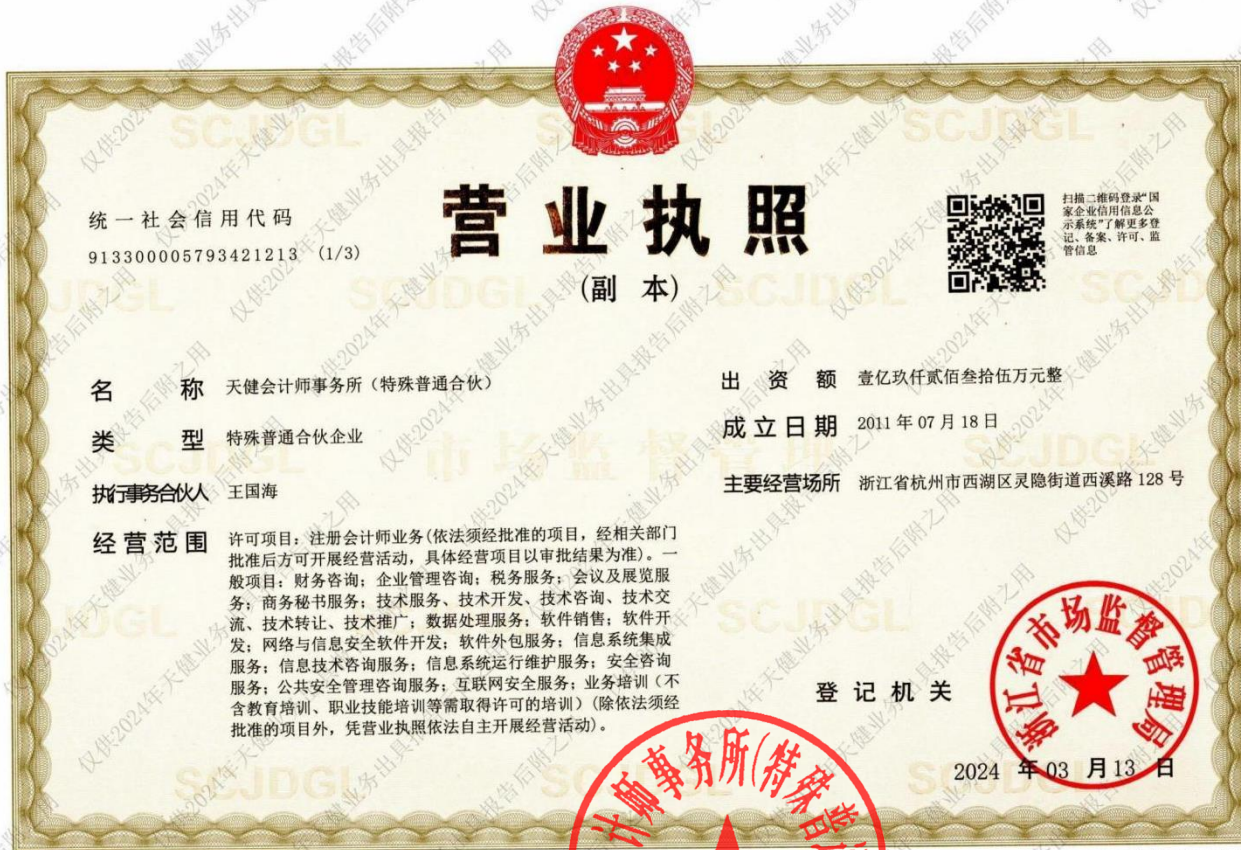 营业执照
(副 本)
统一社会信用代码
913300005793421213 (1/3)
扫描二维码登录“国
家企业信用信息公
示系统”了解更多登
记、备案、许可、监
管信息
名 称 天健会计师事务所（特殊普通合伙）
类 型 特殊普通合伙企业
执行事务合伙人 王国海
经营范围 许可项目：注册会计师业务(依法须经批准的项目，经相关部门
批准后方可开展经营活动，具体经营项目以审批结果为准)。一
般项目：财务咨询；企业管理咨询；税务服务；会议及展览服
务；商务秘书服务；技术服务、技术开发、技术咨询、技术交
流、技术转让、技术推广；数据处理服务；软件销售；软件开
发；网络与信息安全软件开发；软件外包服务；信息系统集成
服务；信息技术咨询服务；信息系统运行维护服务；安全咨询
服务；公共安全管理咨询服务；互联网安全服务；业务培训（不
含教育培训、职业技能培训等需取得许可的培训）(除依法须经
批准的项目外，凭营业执照依法自主开展经营活动)。
出 资 额 壹亿玖仟贰佰叁拾伍万元整
成立日期 2011 年 07 月 18 日
主要经营场所 浙江省杭州市西湖区灵隐街道西溪路 128 号
登记机关
浙江省市场监督管理局
2024 年 03 月 13 日
计师事务所(特殊普通
仅供2024年天健业务出具报告后附之用
SCJDGL
市场监督管理